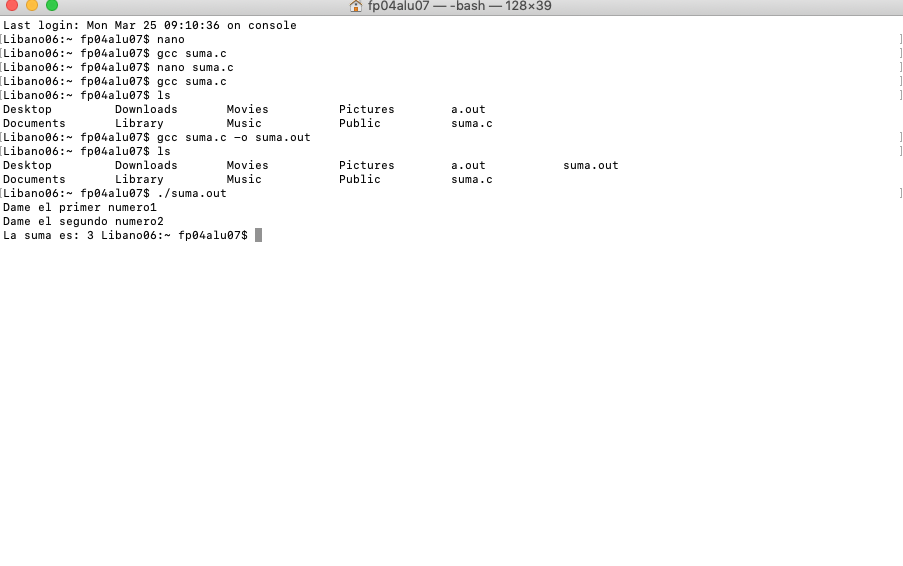 fp04alu07 — -bash — 128×39
Last login: Mon Mar 25 09:10:36 on console
[Libano06:~ fp04alu07$ nano ]
[Libano06:~ fp04alu07$ gcc suma.c ]
[Libano06:~ fp04alu07$ nano suma.c ]
[Libano06:~ fp04alu07$ gcc suma.c ]
[Libano06:~ fp04alu07$ ls ]
Desktop Downloads Movies Pictures a.out
Documents Library Music Public suma.c
[Libano06:~ fp04alu07$ gcc suma.c -o suma.out ]
[Libano06:~ fp04alu07$ ls ]
Desktop Downloads Movies Pictures a.out suma.out
Documents Library Music Public suma.c
[Libano06:~ fp04alu07$ ./suma.out ]
Dame el primer numero1
Dame el segundo numero2
La suma es: 3 Libano06:~ fp04alu07$